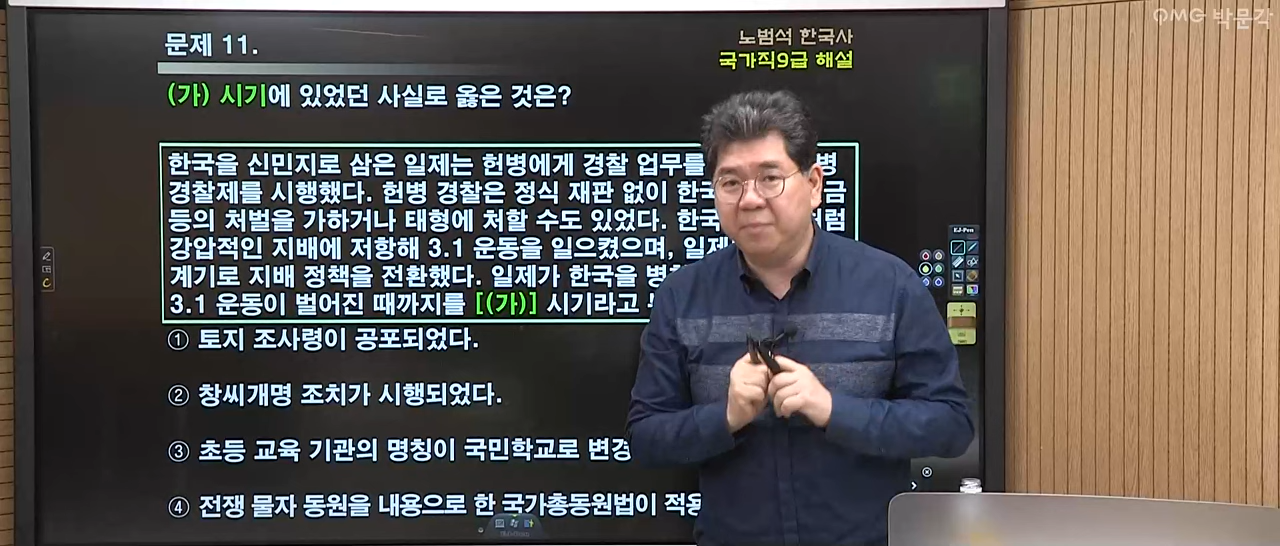 PMG 박문각
문제 11.
노범석 한국사
국가직9급 해설
(가) 시기에 있었던 사실로 옳은 것은?
한국을 신민지로 삼은 일제는 헌병에게 경찰 업무를 병
경찰제를 시행했다. 헌병 경찰은 정식 재판 없이 한국 금
등의 처벌을 가하거나 태형에 처할 수도 있었다. 한국 처럼
강압적인 지배에 저항해 3.1 운동을 일으켰으며, 일제
계기로 지배 정책을 전환했다. 일제가 한국을 병
3.1 운동이 벌어진 때까지를 [(가)] 시기라고
① 토지 조사령이 공포되었다.
② 창씨개명 조치가 시행되었다.
③ 초등 교육 기관의 명칭이 국민학교로 변경
④ 전쟁 물자 동원을 내용으로 한 국가총동원법이 적용
EJ-Pen